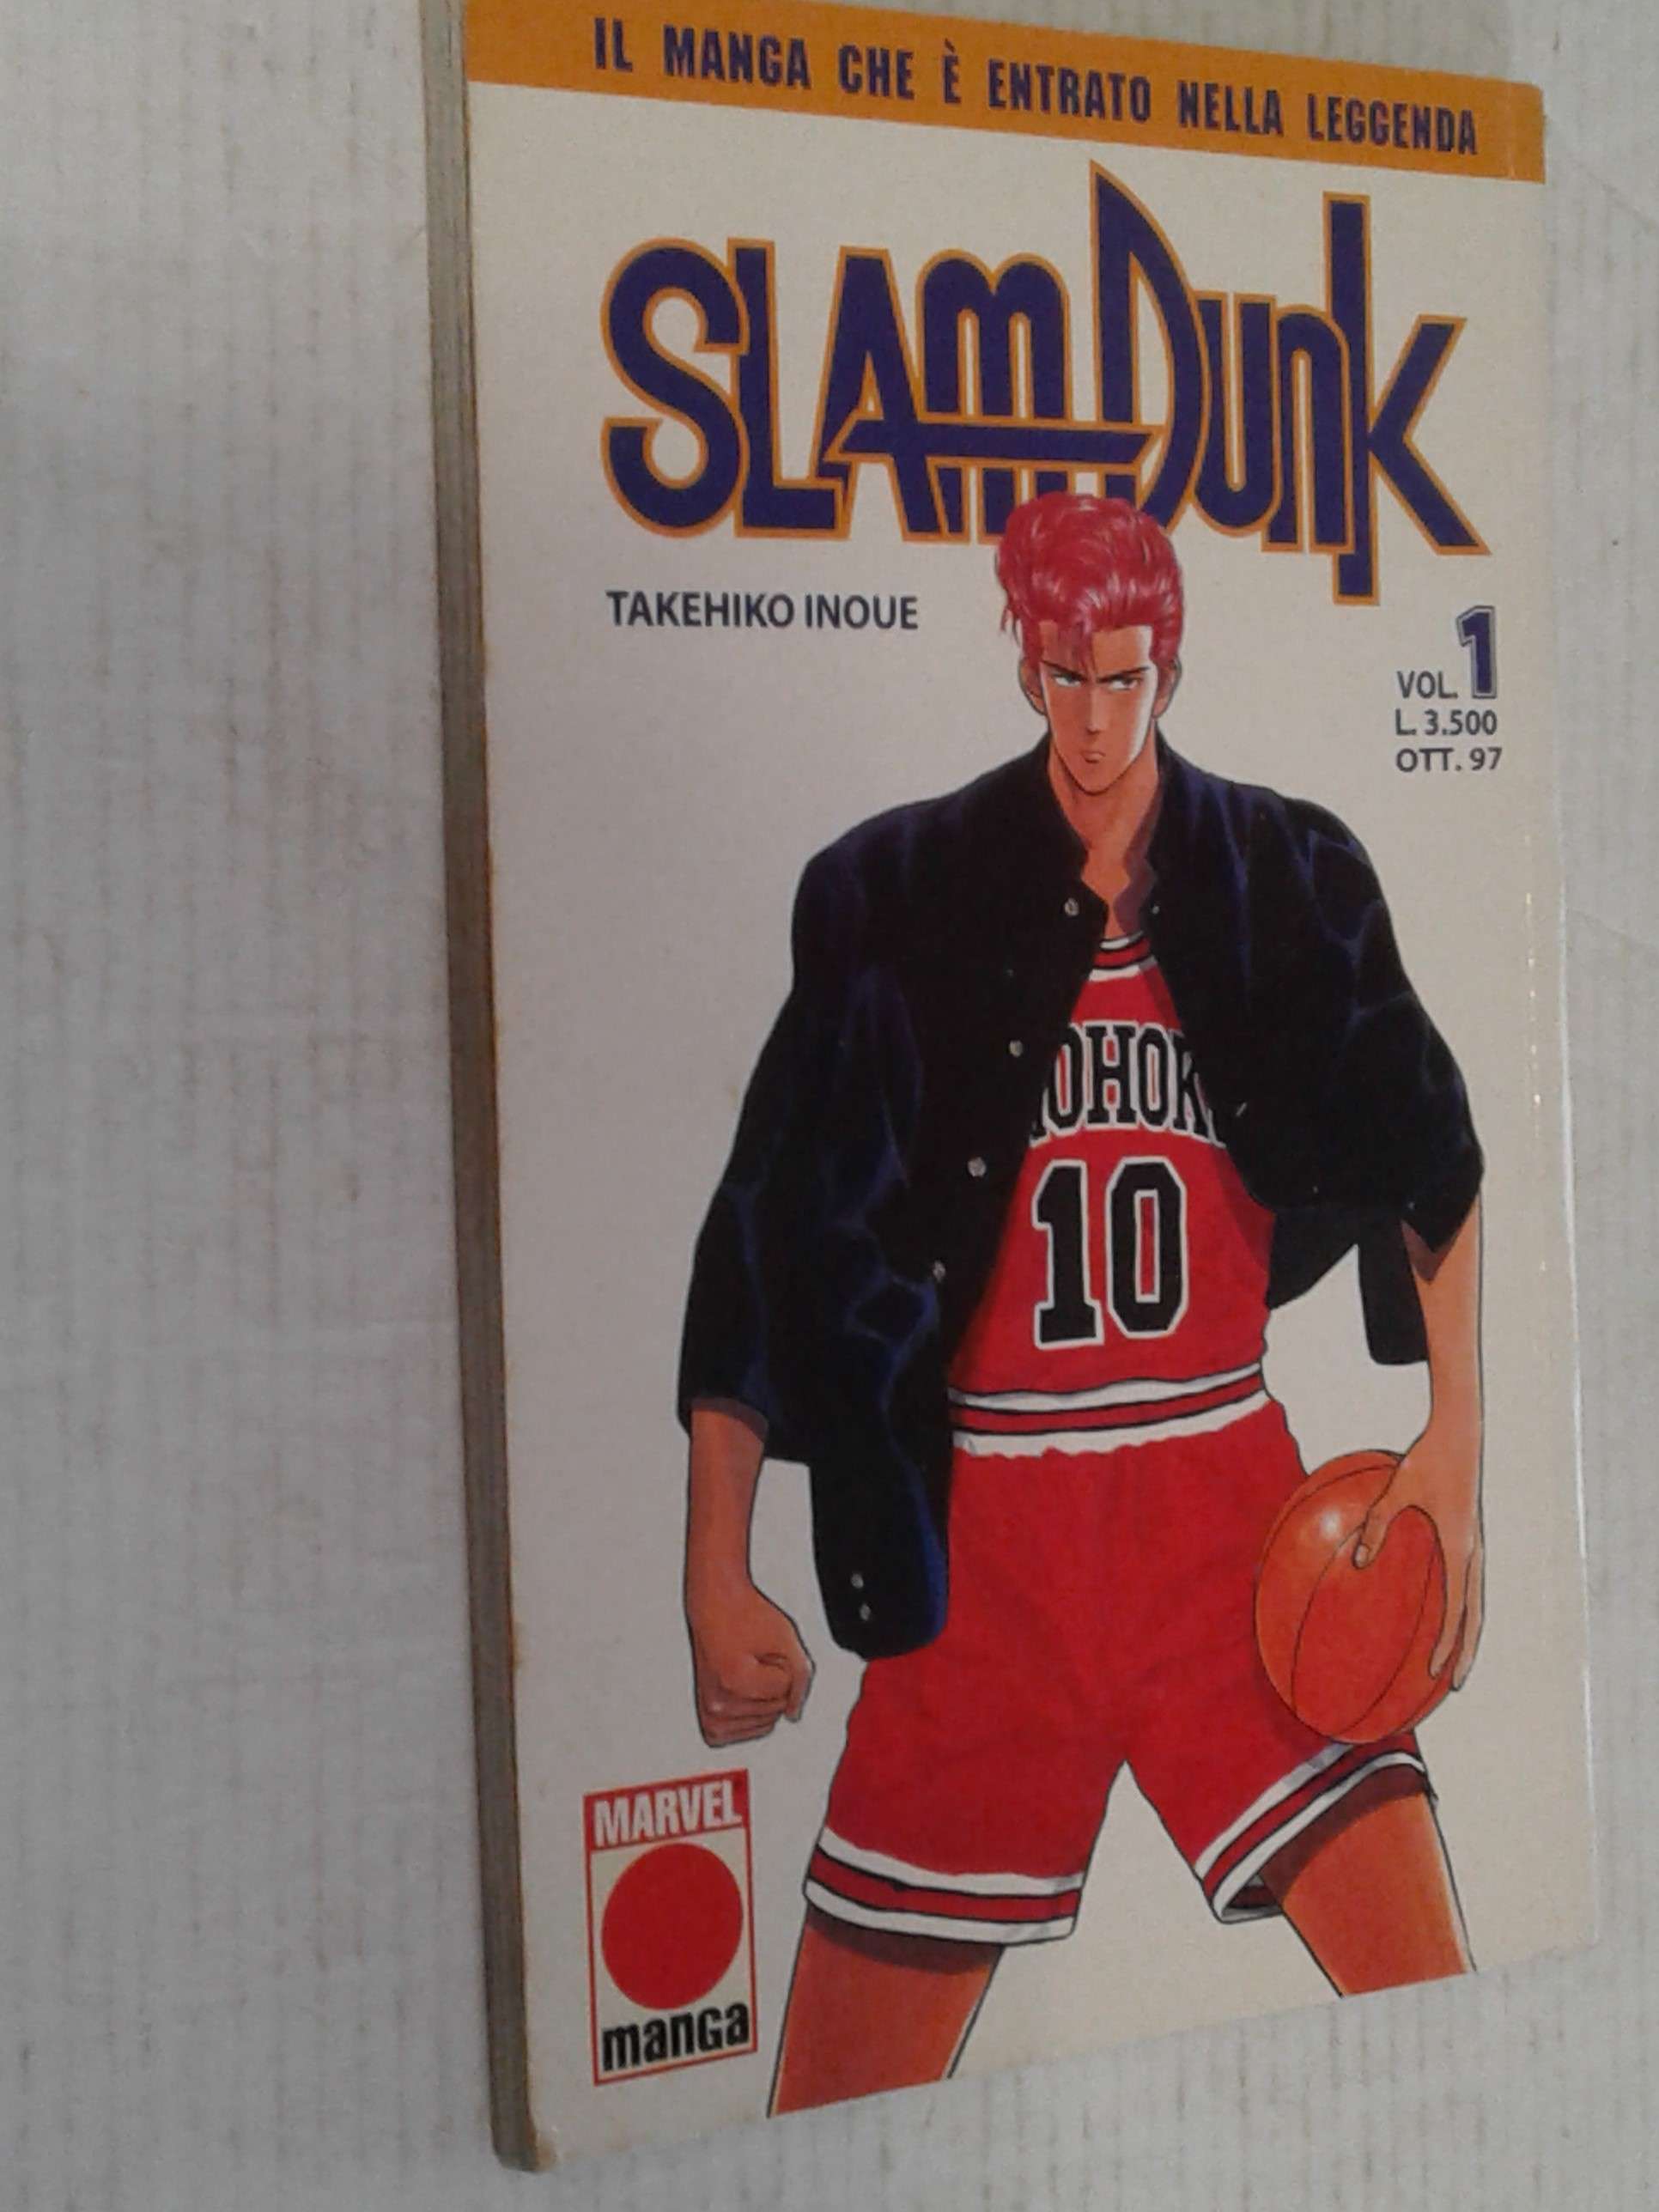 IL MANGA CHE È ENTRATO NELLA LEGGENDA
SLAM DUNK
TAKEHIKO INOUE
VOL. 1
L. 3.500
OTT. 97
OHOK
10
MARVEL
manga